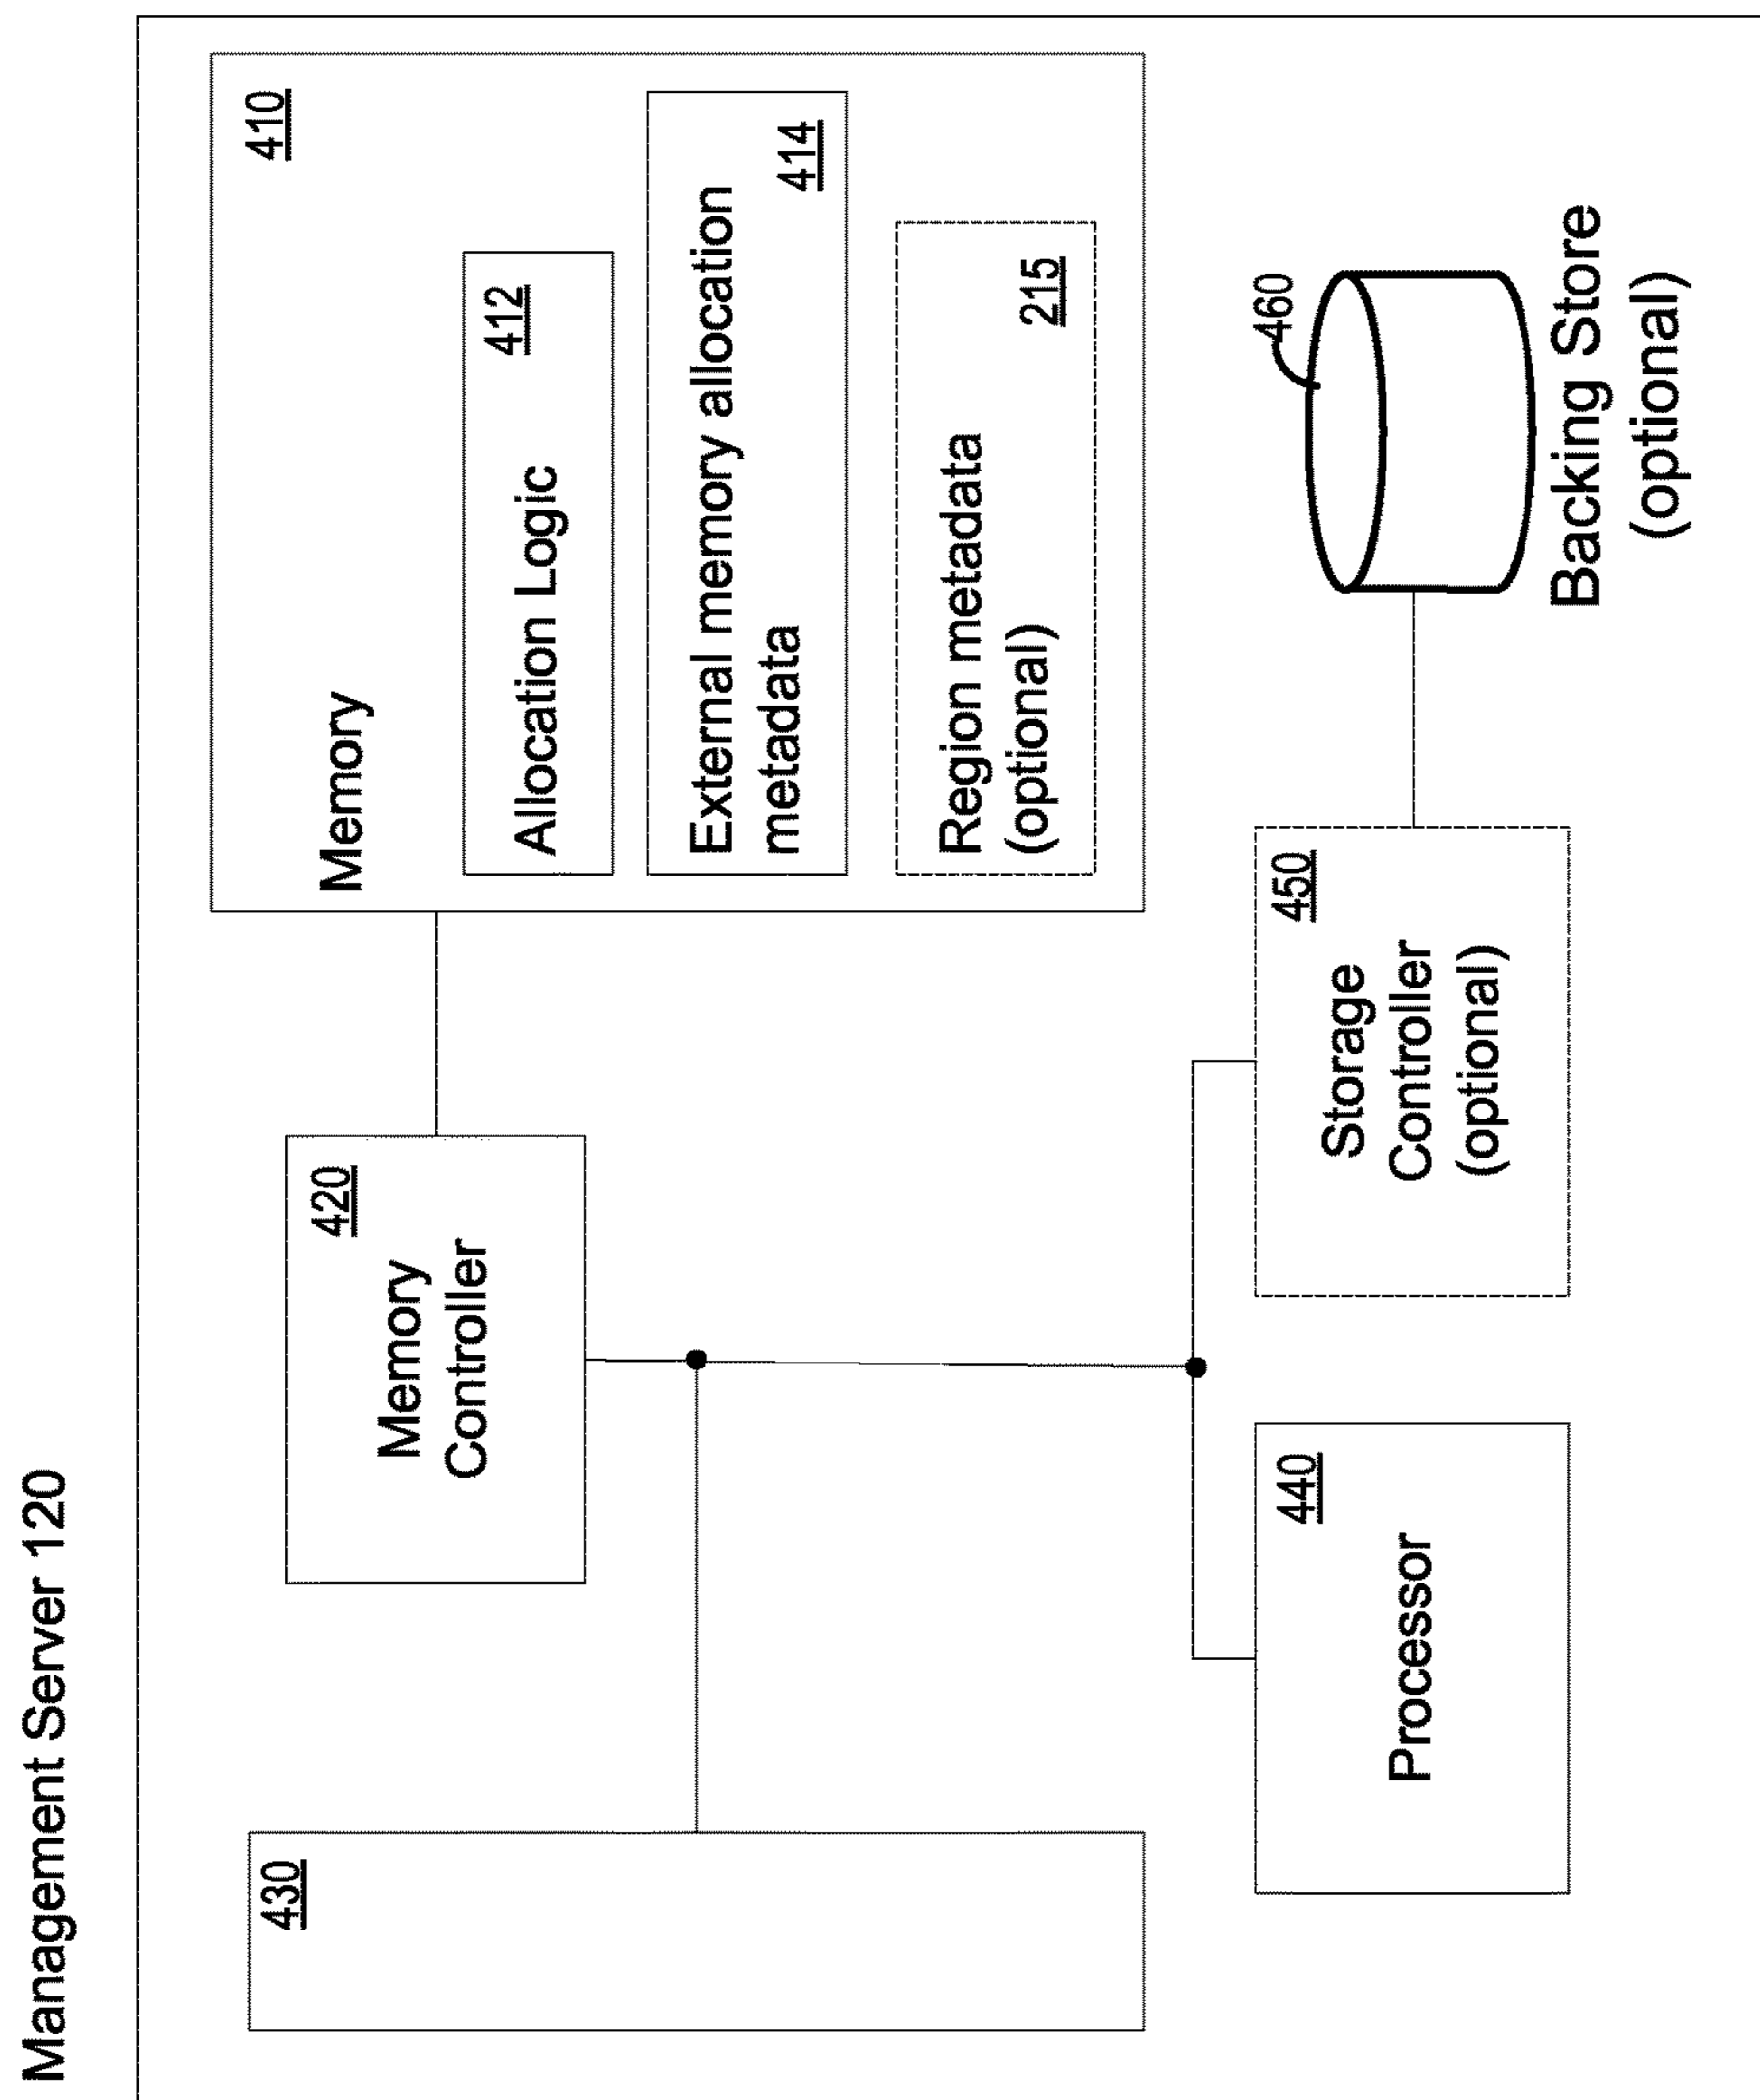 Management Server 120
430
Memory
Controller
420
Memory
410
Allocation Logic
412
External memory allocation
metadata
414
Region metadata
(optional)
215
Processor
440
Storage
Controller
(optional)
450
460
Backing Store
(optional)